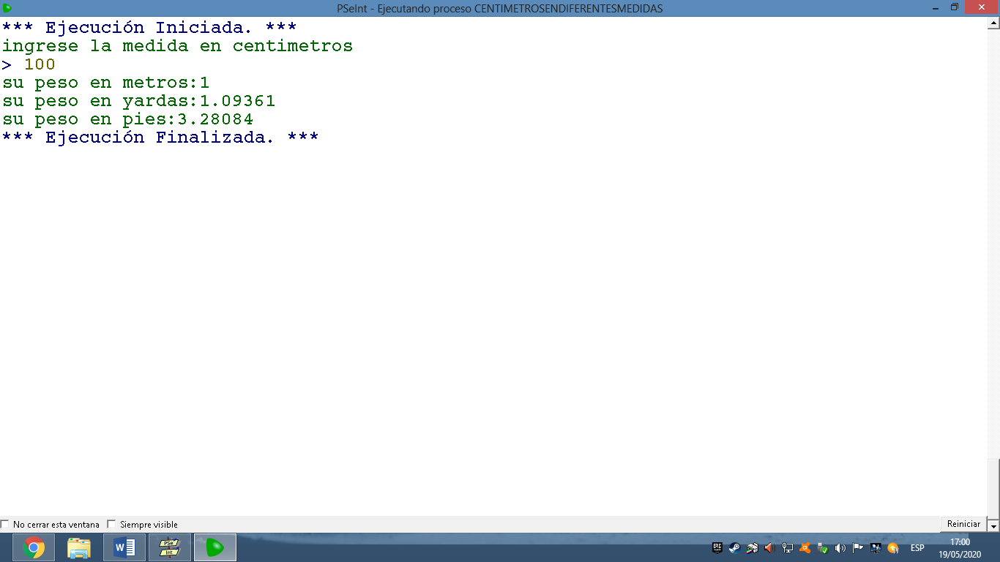 PSeInt - Ejecutando proceso CENTIMETROSENDIFERENTESMEDIDAS
*** Ejecución Iniciada. ***
ingrese la medida en centimetros
> 100
su peso en metros:1
su peso en yardas:1.09361
su peso en pies:3.28084
*** Ejecución Finalizada. ***
No cerrar esta ventana Siempre visible Reiniciar
PSe
Int
ESP
17:00
19/05/2020